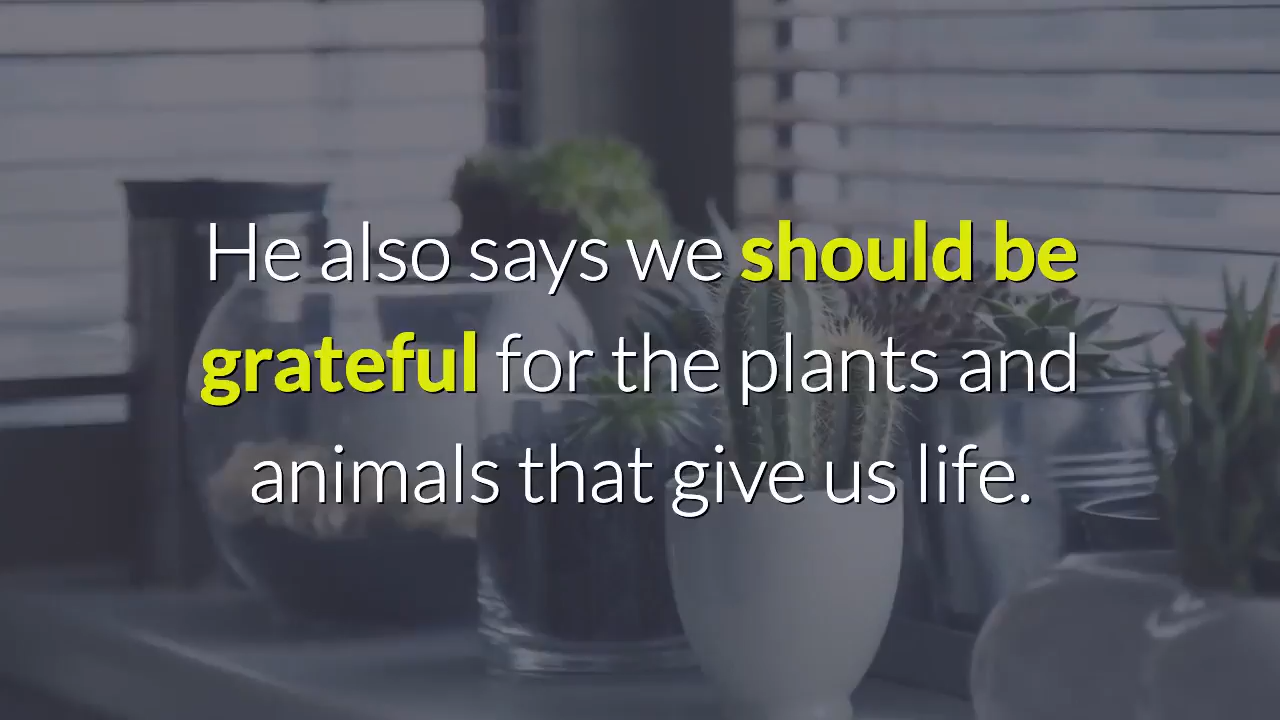 He also says we should be
grateful for the plants and
animals that give us life.